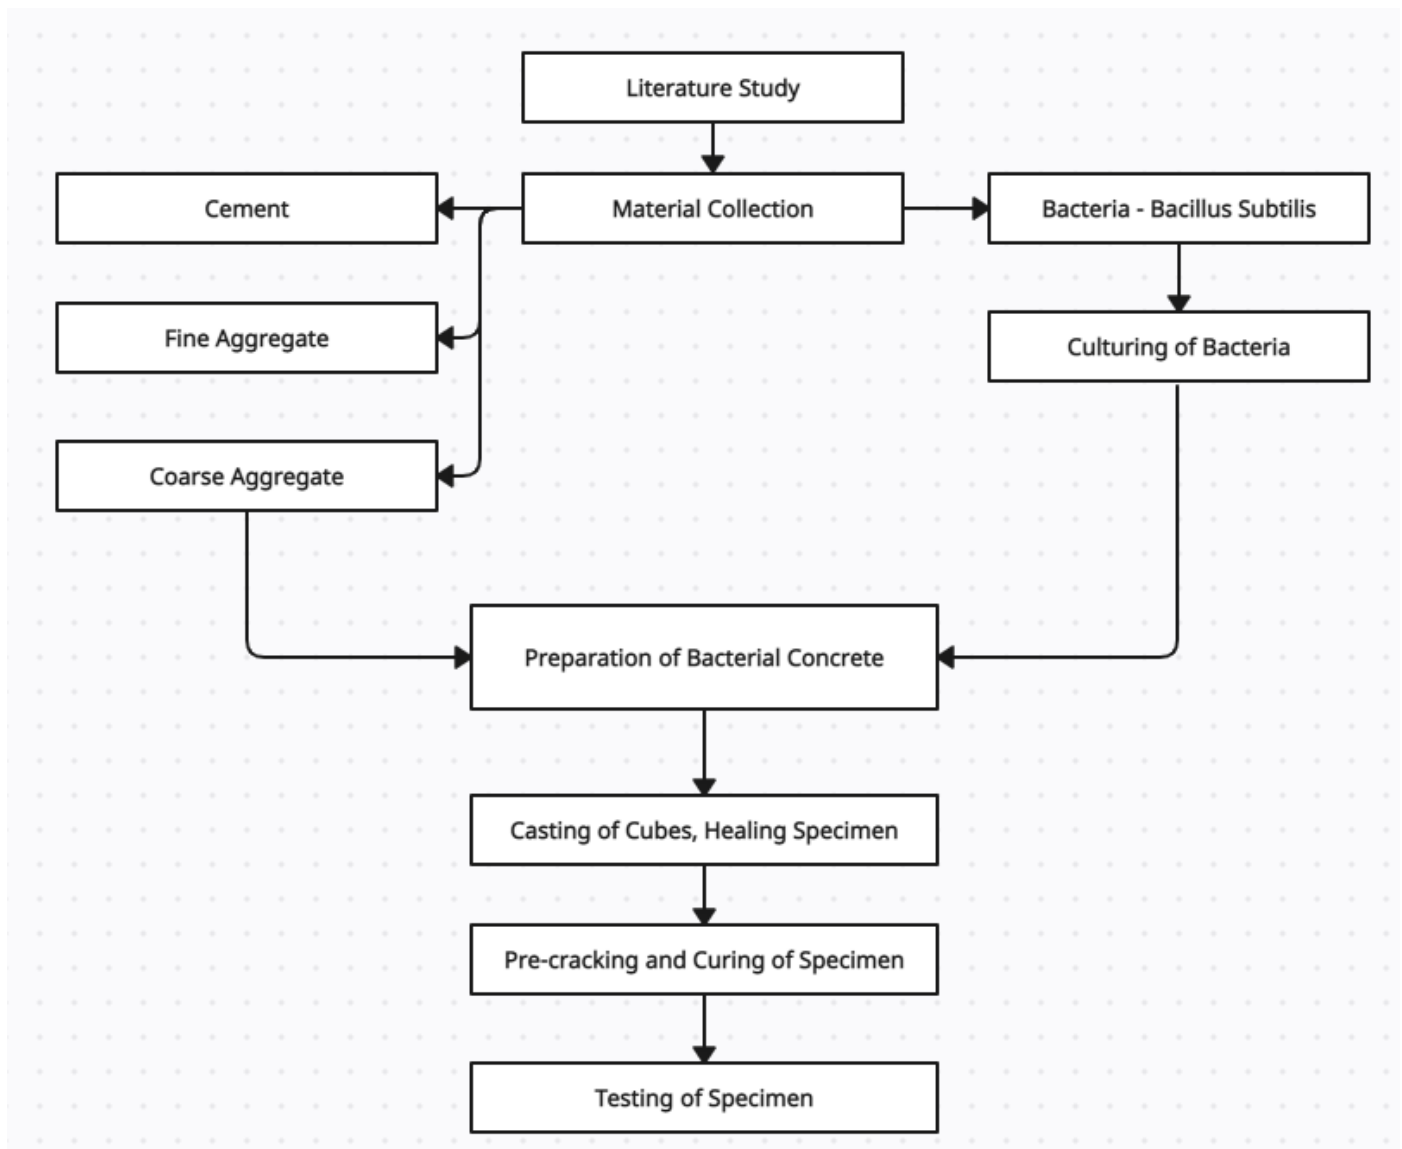 Literature Study
Cement
Material Collection
Bacteria - Bacillus Subtilis
Fine Aggregate
Culturing of Bacteria
Coarse Aggregate
Preparation of Bacterial Concrete
Casting of Cubes, Healing Specimen
Pre-cracking and Curing of Specimen
Testing of Specimen